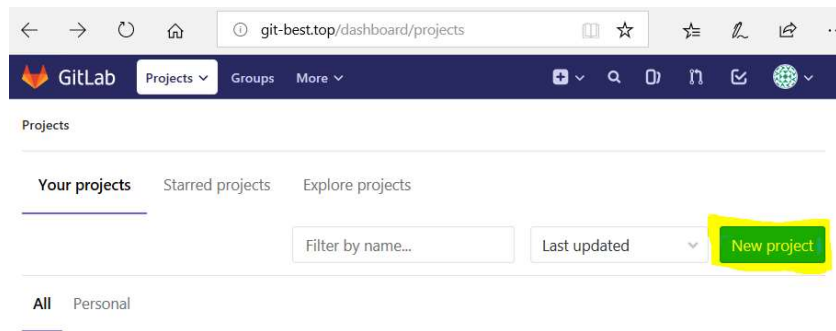 git-best.top/dashboard/projects
GitLab Projects Groups More
Projects
Your projects Starred projects Explore projects
Filter by name... Last updated New project
All Personal